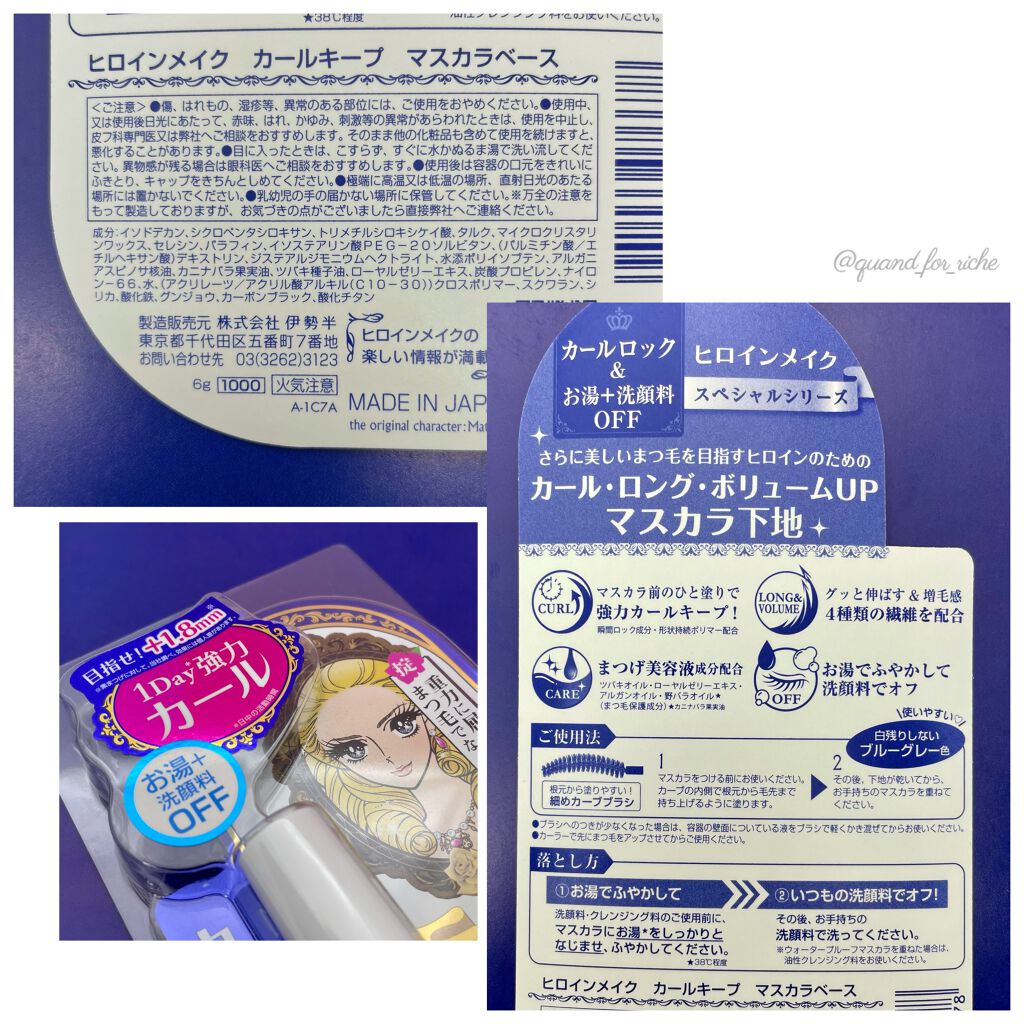 ★38℃程度
油性クレンジング料をお使いください。
ヒロインメイク カールキープ マスカラベース
<ご注意>●傷、はれもの、湿疹等、異常のある部位には、ご使用をおやめください。●使用中、
又は使用後日光にあたって、赤味、はれ、かゆみ、刺激等の異常があらわれたときは、使用を中止し、
皮フ科専門医又は弊社へご相談をおすすめします。そのまま他の化粧品も含めて使用を続けますと、
悪化することがあります。●目に入ったときは、こすらず、すぐに水かぬるま湯で洗い流してくだ
さい。異物感が残る場合は眼科医へご相談をおすすめします。●使用後は容器の口元をきれいに
ふきとり、キャップをきちんとしめてください。●極端に高温又は低温の場所、直射日光のあたる
場所には置かないでください。●乳幼児の手の届かない場所に保管してください。※万全の注意を
もって製造しておりますが、お気づきの点がございましたら直接弊社へご連絡ください。
成分:イソドデカン、シクロペンタシロキサン、トリメチルシロキシケイ酸、タルク、マイクロクリスタリ
ンワックス、セレシン、パラフィン、イソステアリン酸PEG-20ソルビタン、(パルミチン酸/エ
チルヘキサン酸)デキストリン、ジステアルジモニウムヘクトライト、水添ポリイソブテン、アルガニ
アスピノサ核油、カニナバラ果実油、ツバキ種子油、ローヤルゼリーエキス、炭酸プロピレン、ナイロ
ン-66、水、(アクリレーツ/アクリル酸アルキル(C10-30))クロスポリマー、スクワラン、シ
リカ、酸化鉄、グンジョウ、カーボンブラック、酸化チタン
製造販売元 株式会社 伊勢半
東京都千代田区五番町7番地
お問い合わせ先 03(3262)3123
ヒロインメイクの
楽しい情報が満載
6g 1000 火気注意
A-1C7A
MADE IN JAP
the original character:Mat
@quand_for_riche
カールロック
&
お湯+洗顔料
OFF
ヒロインメイク
スペシャルシリーズ
さらに美しいまつ毛を目指すヒロインのための
カール・ロング・ボリュームUP
マスカラ下地
CURL
マスカラ前のひと塗りで
強力カールキープ!
瞬間ロック成分・形状持続ポリマー配合
LONG&
VOLUME
グッと伸ばす&増毛感
4種類の繊維を配合
CARE
まつげ美容液成分配合
ツバキオイル・ローヤルゼリーエキス・
アルガンオイル・野バラオイル★
(まつ毛保護成分)★カニナバラ果実油
OFF
お湯でふやかして
洗顔料でオフ
\使いやすい♡/
白残りしない
ブルーグレー色
ご使用法
根元から塗りやすい!
細めカーブブラシ
1
マスカラをつける前にお使いください。
カーブの内側で根元から毛先まで
持ち上げるように塗ります。
2
その後、下地が乾いてから、
お手持ちのマスカラを重ねて
ください。
●ブラシへのつきが少なくなった場合は、容器の壁面についている液をブラシで軽くかき混ぜてからお使いください。
●カーラーで先にまつ毛をアップさせてからご使用ください。
落とし方
①お湯でふやかして
②いつもの洗顔料でオフ!
洗顔料・クレンジング料のご使用前に、
マスカラにお湯★をしっかりと
なじませ、ふやかしてください。
★38℃程度
その後、お手持ちの
洗顔料で洗ってください。
※ウォータープルーフマスカラを重ねた場合は、
油性クレンジング料をお使いください。
ヒロインメイク カールキープ マスカラベース
目指せ!+1.8mm※
1Day*強力
カール
*日中の活動時間
お湯+
洗顔料
OFF
掟
重力に屈
まつ毛でな